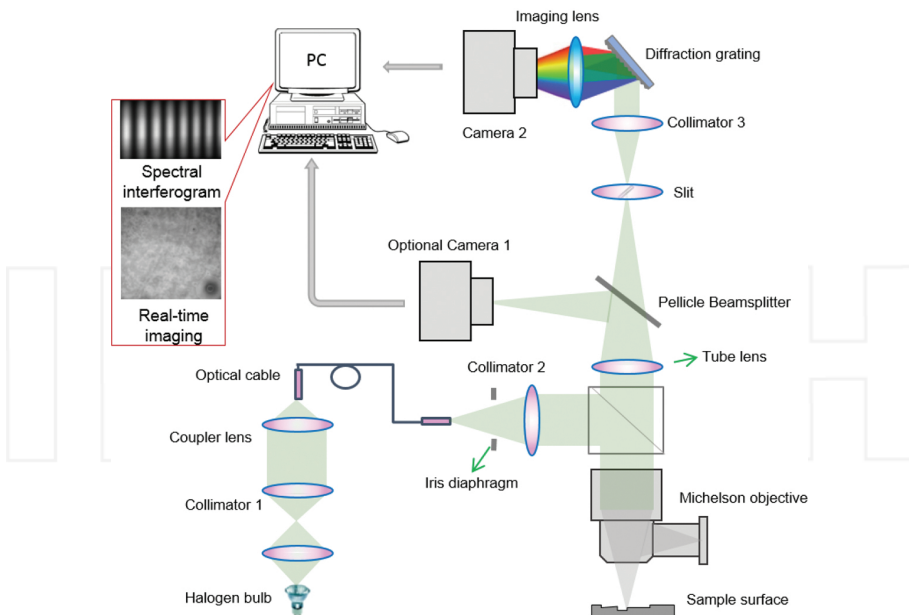 Imaging lens
PC
Diffraction grating
Camera 2
Collimator 3
Spectral
interferogram
Slit
Optional Camera 1
Pellicle Beamsplitter
Real-time
imaging
Tube lens
Collimator 2
Optical cable
Coupler lens
Iris diaphragm
Michelson objective
Collimator 1
Halogen bulb
Sample surface